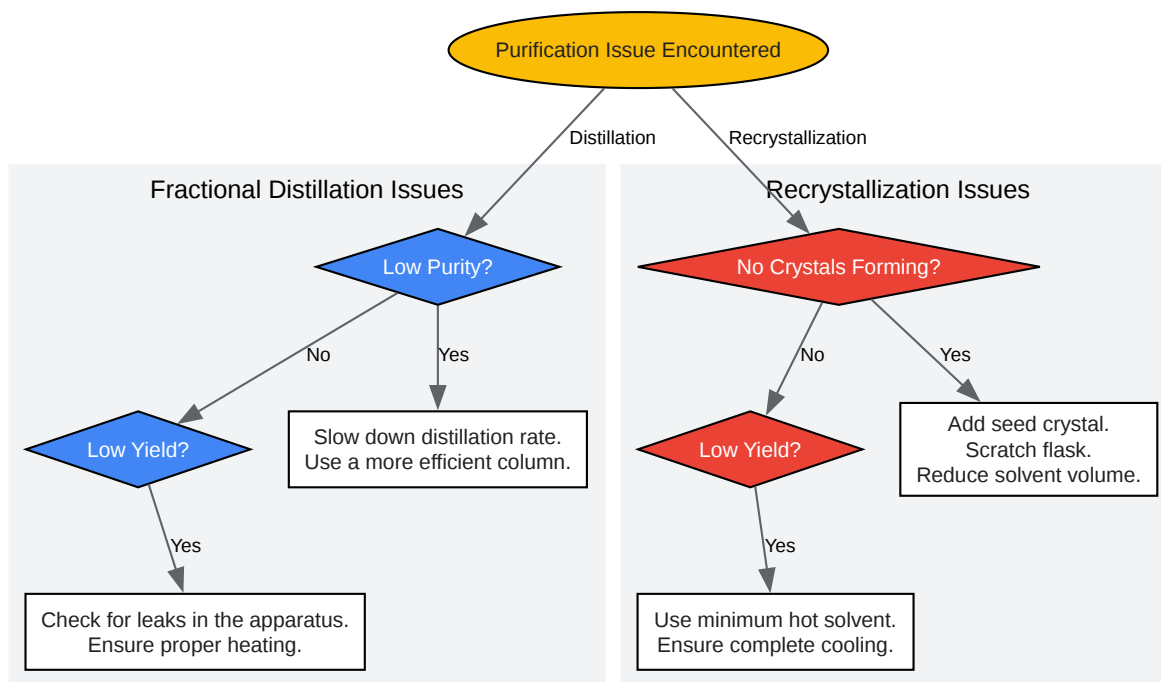 Purification Issue Encountered
Distillation
Recrystallization
Fractional Distillation Issues
Recrystallization Issues
Low Purity?
No Crystals Forming?
No
Yes
No
Yes
Low Yield?
Slow down distillation rate.
Use a more efficient column.
Low Yield?
Add seed crystal.
Scratch flask.
Reduce solvent volume.
Yes
Yes
Check for leaks in the apparatus.
Ensure proper heating.
Use minimum hot solvent.
Ensure complete cooling.